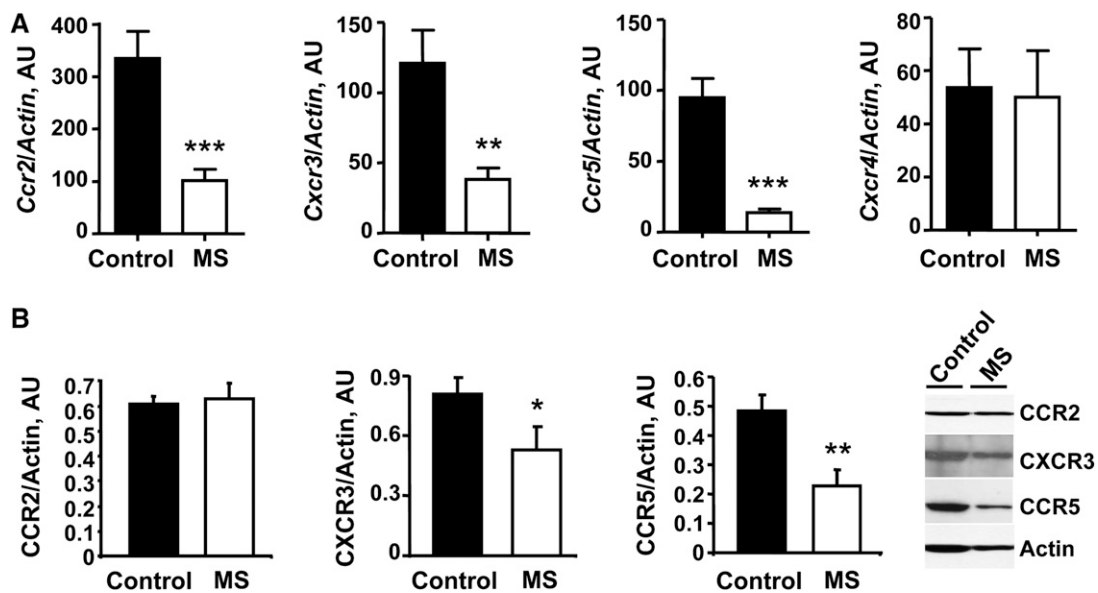 A
Ccr2/Actin, AU
400
300
200
100
0
***
Control MS
Cxcr3/Actin, AU
150
100
50
0
**
Control MS
Ccr5/Actin, AU
150
100
50
0
***
Control MS
Cxcr4/Actin, AU
80
60
40
20
0
Control MS
B
CCR2/Actin, AU
0.7
0.6
0.5
0.4
0.3
0.2
0.1
0
Control MS
CXCR3/Actin, AU
0.9
0.6
0.3
0
*
Control MS
CCR5/Actin, AU
0.6
0.5
0.4
0.3
0.2
0.1
0
**
Control MS
Control
MS
CCR2
CXCR3
CCR5
Actin